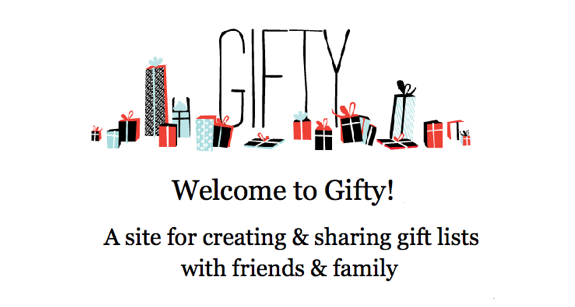 GIFTY
Welcome to Gifty!
A site for creating & sharing gift lists
with friends & family